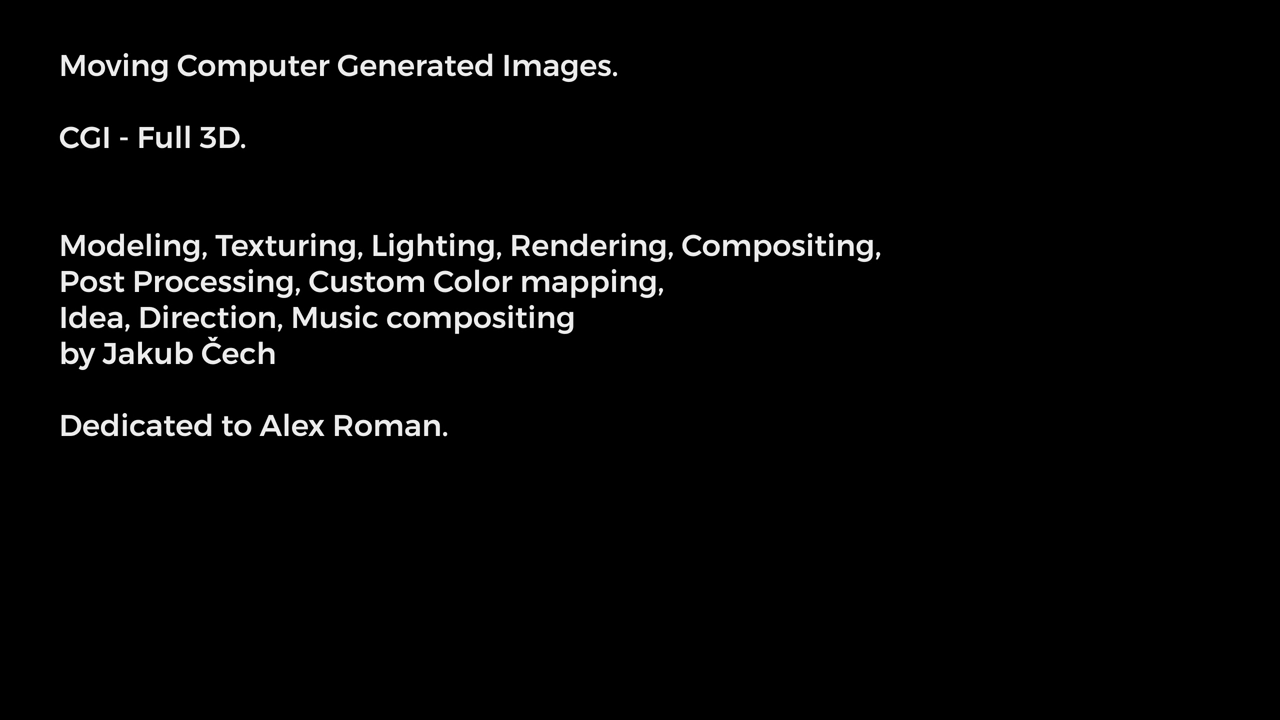 Moving Computer Generated Images.
CGI - Full 3D.
Modeling, Texturing, Lighting, Rendering, Compositing,
Post Processing, Custom Color mapping,
Idea, Direction, Music compositing
by Jakub Čech
Dedicated to Alex Roman.